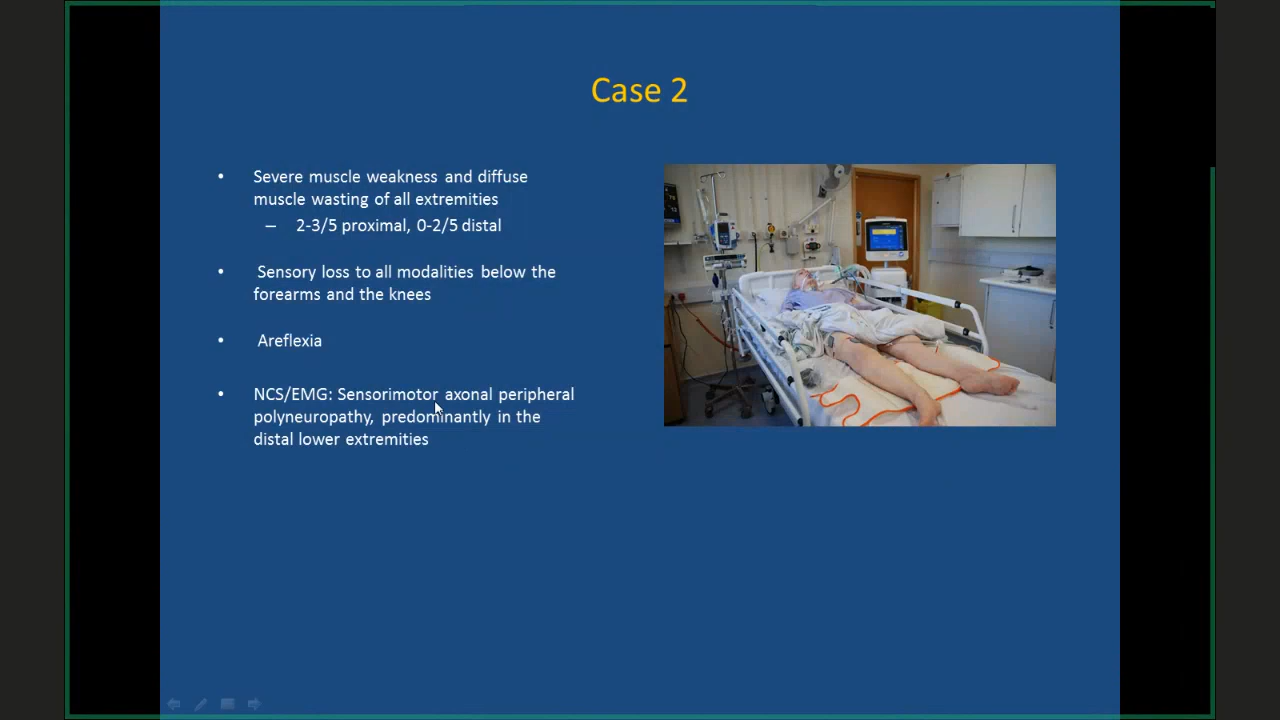 Case 2
• Severe muscle weakness and diffuse
muscle wasting of all extremities
– 2-3/5 proximal, 0-2/5 distal
• Sensory loss to all modalities below the
forearms and the knees
• Areflexia
• NCS/EMG: Sensorimotor axonal peripheral
polyneuropathy, predominantly in the
distal lower extremities